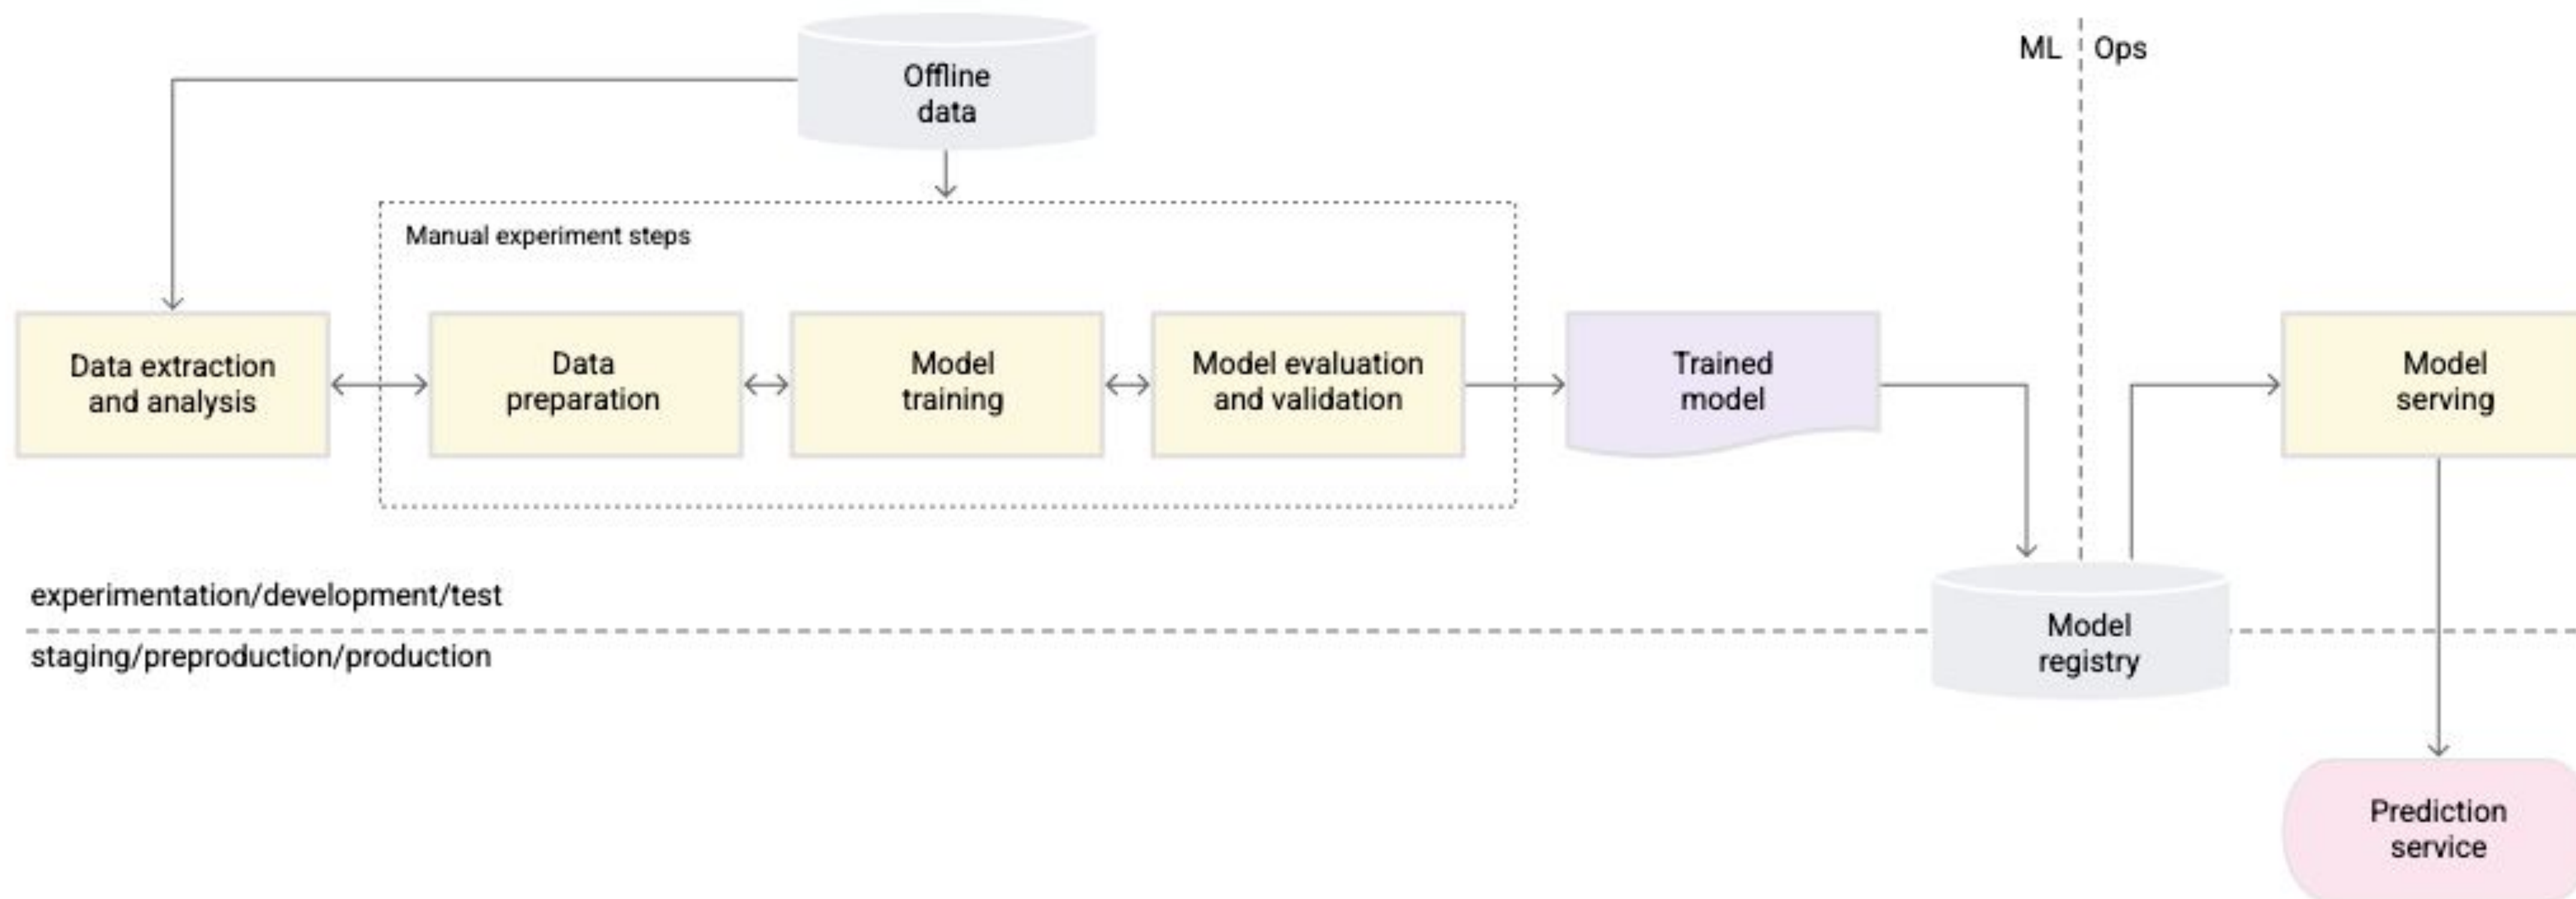 Offline
data
ML
Ops
Manual experiment steps
Data extraction
and analysis
Data
preparation
Model
training
Model evaluation
and validation
Trained
model
Model
serving
experimentation/development/test
staging/preproduction/production
Model
registry
Prediction
service